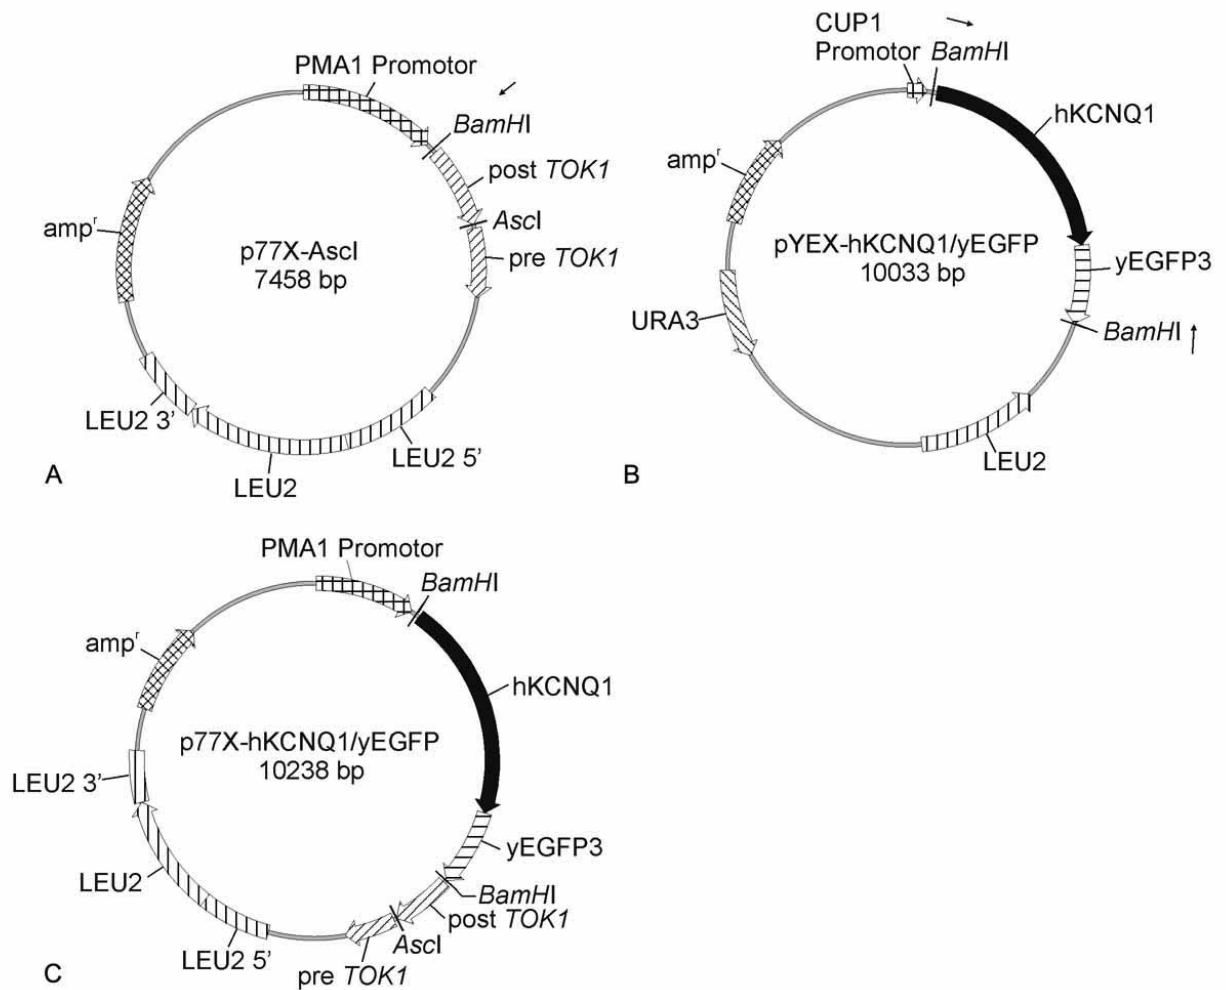 PMA1 Promotor
BamHI
post TOK1
AscI
pre TOK1
amp^r
p77X-AscI
7458 bp
LEU2 3’
LEU2 5’
LEU2
A
CUP1
Promotor
BamHI
hKCNQ1
amp^r
pYEX-hKCNQ1/yEGFP
10033 bp
yEGFP3
URA3
BamHI
LEU2
B
PMA1 Promotor
BamHI
amp^r
hKCNQ1
p77X-hKCNQ1/yEGFP
10238 bp
LEU2 3’
yEGFP3
LEU2
BamHI
post TOK1
AscI
LEU2 5’
pre TOK1
C